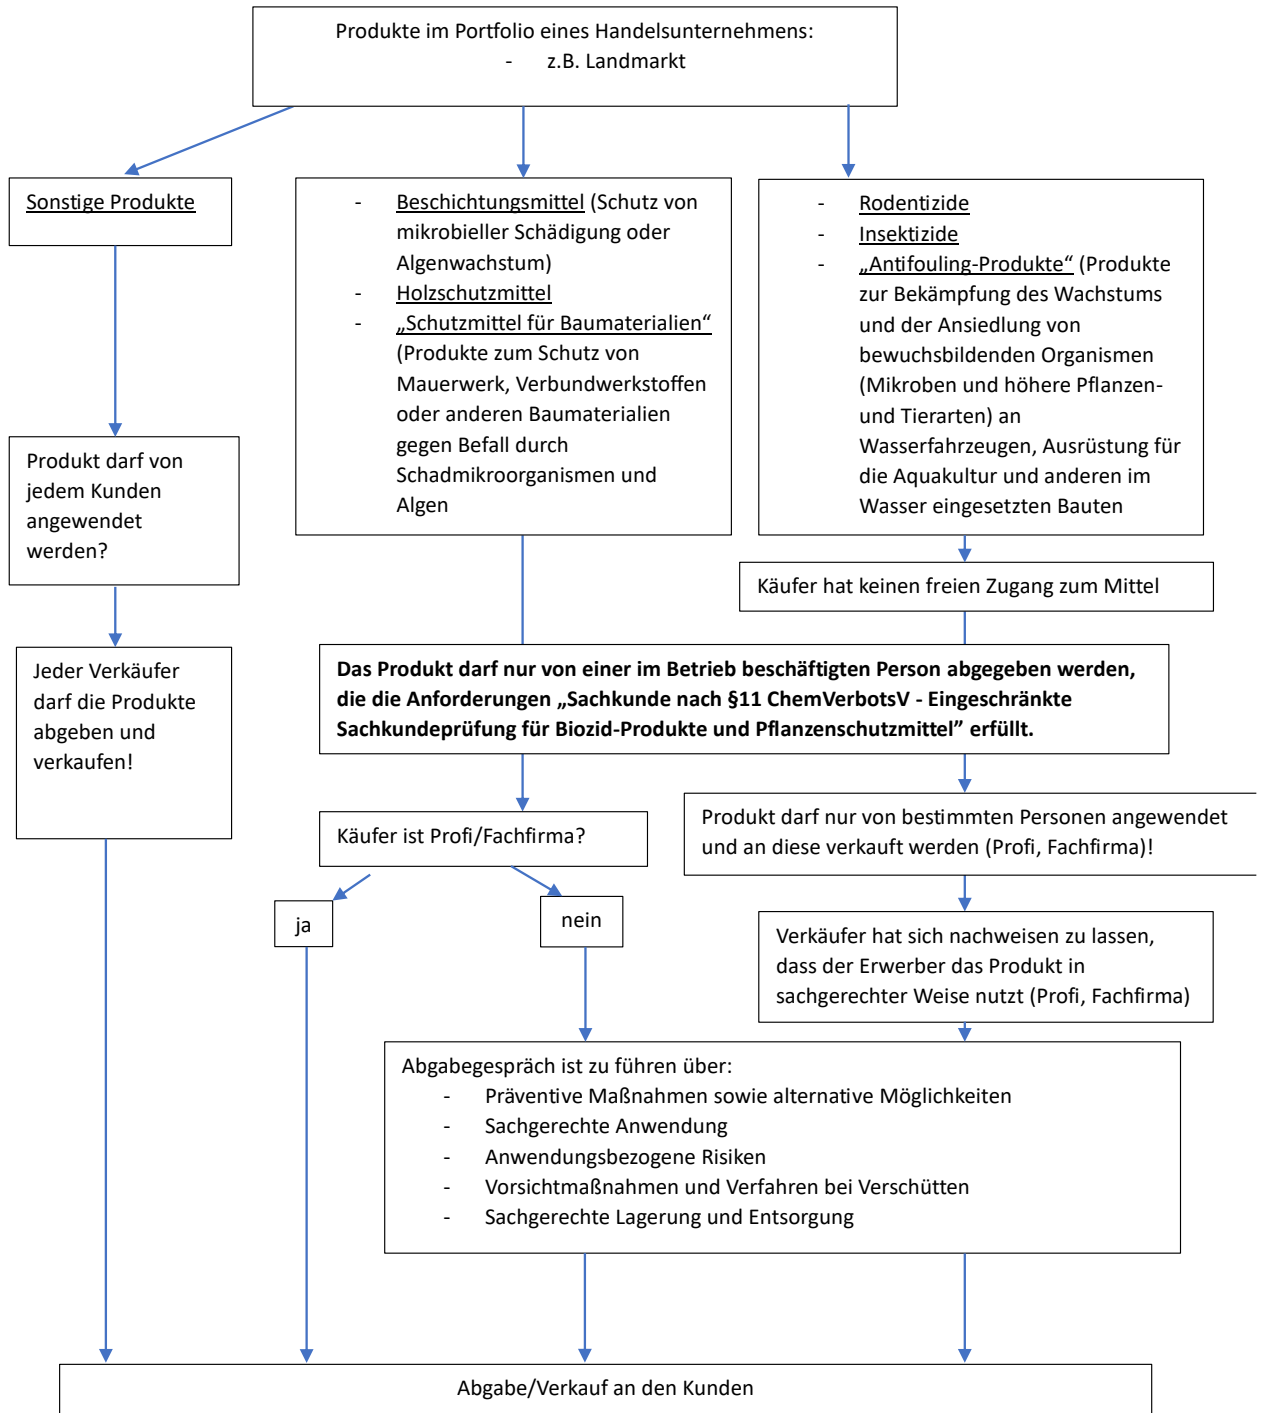 Produkte im Portfolio eines Handelsunternehmens:
- z.B. Landmarkt
Sonstige Produkte
- Beschichtungsmittel (Schutz von
mikrobieller Schädigung oder
Algenwachstum)
- Holzschutzmittel
- „Schutzmittel für Baumaterialien“
(Produkte zum Schutz von
Mauerwerk, Verbundwerkstoffen
oder anderen Baumaterialien
gegen Befall durch
Schadmikroorganismen und
Algen
- Rodentizide
- Insektizide
- „Antifouling-Produkte“ (Produkte
zur Bekämpfung des Wachstums
und der Ansiedlung von
bewuchsbildenden Organismen
(Mikroben und höhere Pflanzen-
und Tierarten) an
Wasserfahrzeugen, Ausrüstung für
die Aquakultur und anderen im
Wasser eingesetzten Bauten
Produkt darf von
jedem Kunden
angewendet
werden?
Käufer hat keinen freien Zugang zum Mittel
Jeder Verkäufer
darf die Produkte
abgeben und
verkaufen!
Das Produkt darf nur von einer im Betrieb beschäftigten Person abgegeben werden,
die die Anforderungen „Sachkunde nach §11 ChemVerbotsV - Eingeschränkte
Sachkundeprüfung für Biozid-Produkte und Pflanzenschutzmittel” erfüllt.
Käufer ist Profi/Fachfirma?
Produkt darf nur von bestimmten Personen angewendet
und an diese verkauft werden (Profi, Fachfirma)!
ja
nein
Verkäufer hat sich nachweisen zu lassen,
dass der Erwerber das Produkt in
sachgerechter Weise nutzt (Profi, Fachfirma)
Abgabegespräch ist zu führen über:
- Präventive Maßnahmen sowie alternative Möglichkeiten
- Sachgerechte Anwendung
- Anwendungsbezogene Risiken
- Vorsichtmaßnahmen und Verfahren bei Verschütten
- Sachgerechte Lagerung und Entsorgung
Abgabe/Verkauf an den Kunden